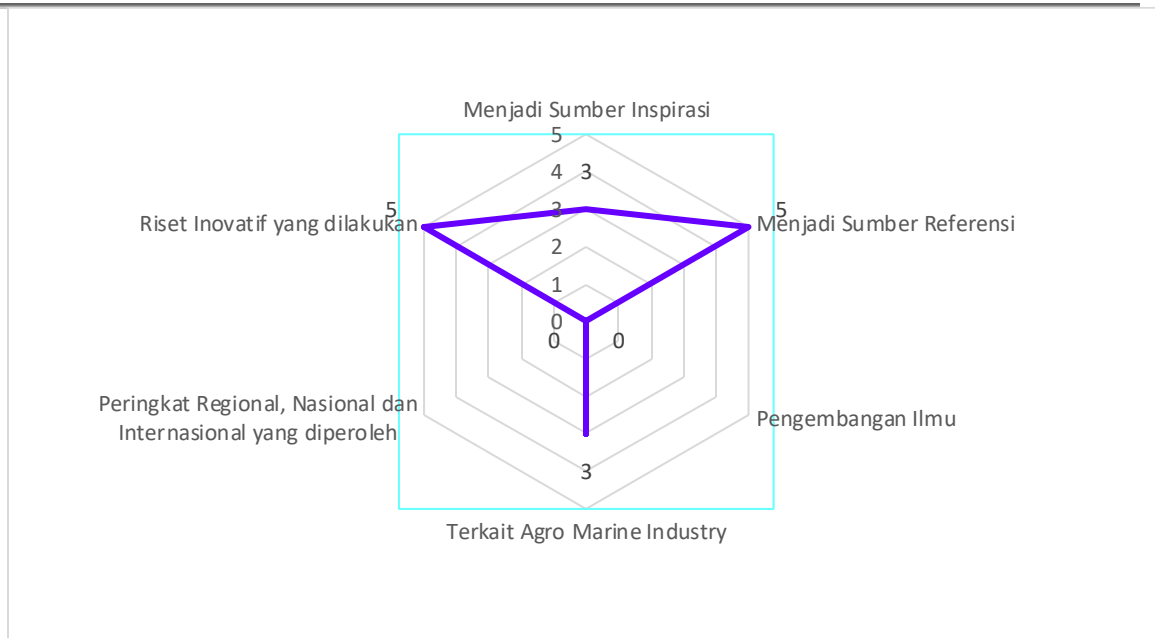 Menjadi Sumber Inspirasi
5
4 3
5 3 5
Riset Inovatif yang dilakukan Menjadi Sumber Referensi
2
1
0
0 0
Peringkat Regional, Nasional dan
Internasional yang diperoleh
Pengembangan Ilmu
3
Terkait Agro Marine Industry